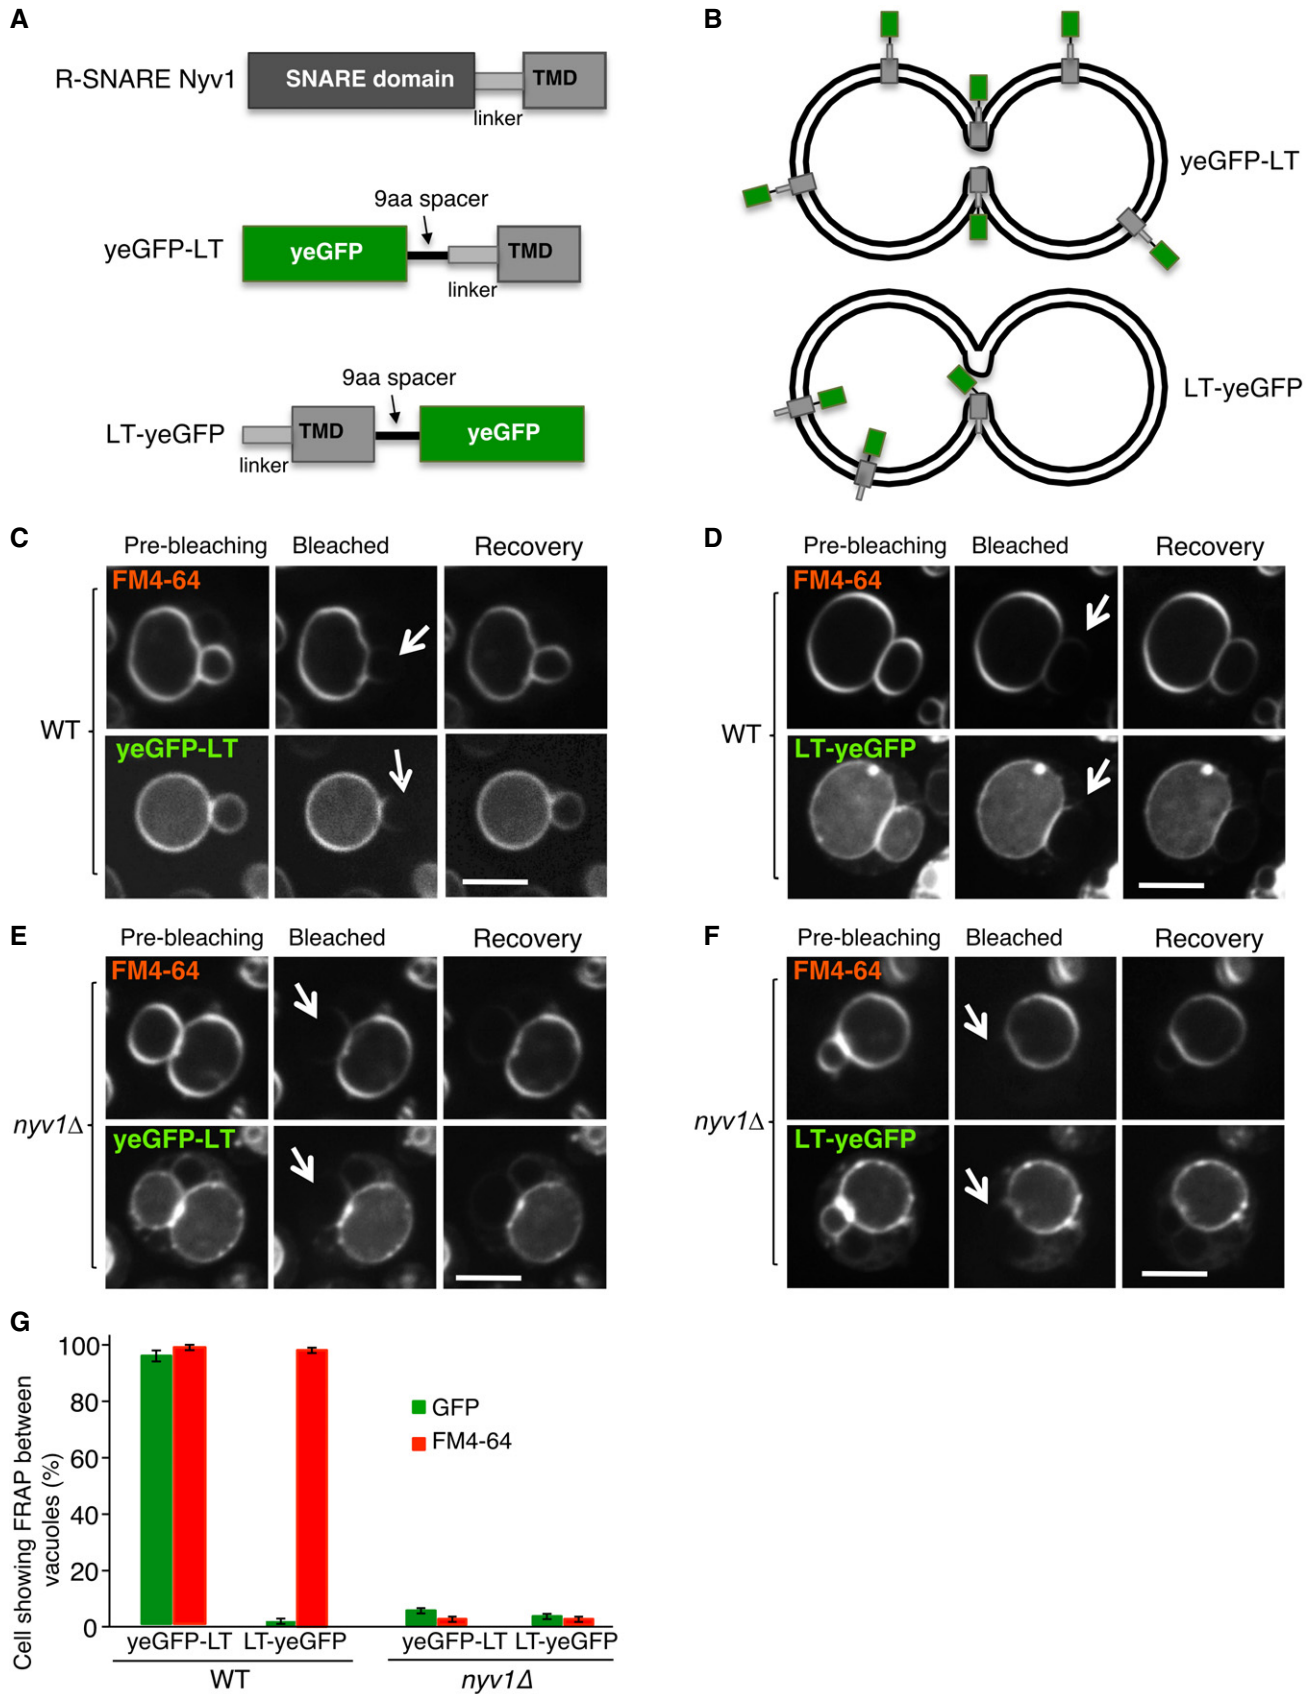 A
R-SNARE Nyv1
SNARE domain
TMD
linker
9aa spacer
yeGFP-LT
yeGFP
TMD
linker
9aa spacer
LT-yeGFP
TMD
yeGFP
linker
B
yeGFP-LT
LT-yeGFP
C
Pre-bleaching Bleached Recovery
FM4-64
WT
yeGFP-LT
D
Pre-bleaching Bleached Recovery
FM4-64
WT
LT-yeGFP
E
Pre-bleaching Bleached Recovery
FM4-64
nyv1Δ
yeGFP-LT
F
Pre-bleaching Bleached Recovery
FM4-64
nyv1Δ
LT-yeGFP
G
Cell showing FRAP between
vacuoles (%)
100
80
60
40
20
0
GFP
FM4-64
yeGFP-LT LT-yeGFP yeGFP-LT LT-yeGFP
WT nyv1Δ